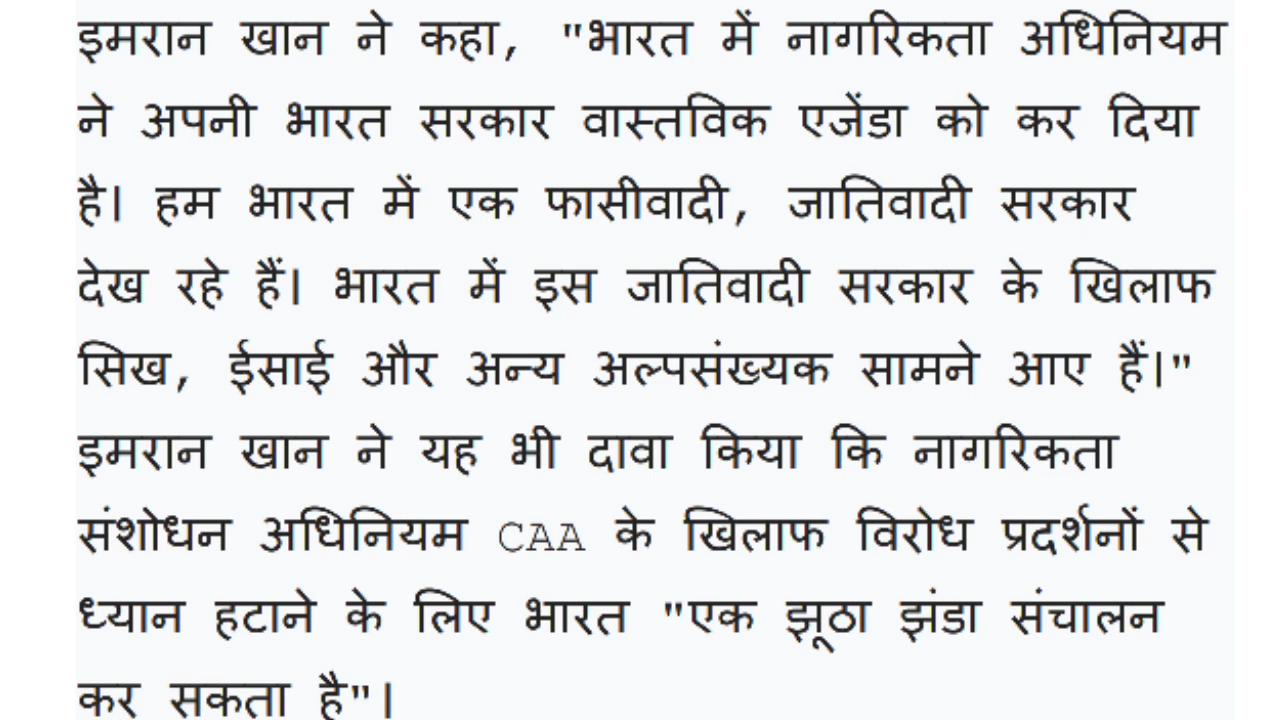 इमरान खान ने कहा, "भारत में नागरिकता अधिनियम
ने अपनी भारत सरकार वास्तविक एजेंडा को कर दिया
है। हम भारत में एक फासीवादी, जातिवादी सरकार
देख रहे हैं। भारत में इस जातिवादी सरकार के खिलाफ
सिख, ईसाई और अन्य अल्पसंख्यक सामने आए हैं।"
इमरान खान ने यह भी दावा किया कि नागरिकता
संशोधन अधिनियम CAA के खिलाफ विरोध प्रदर्शनों से
ध्यान हटाने के लिए भारत "एक झूठा झंडा संचालन
कर सकता है"।